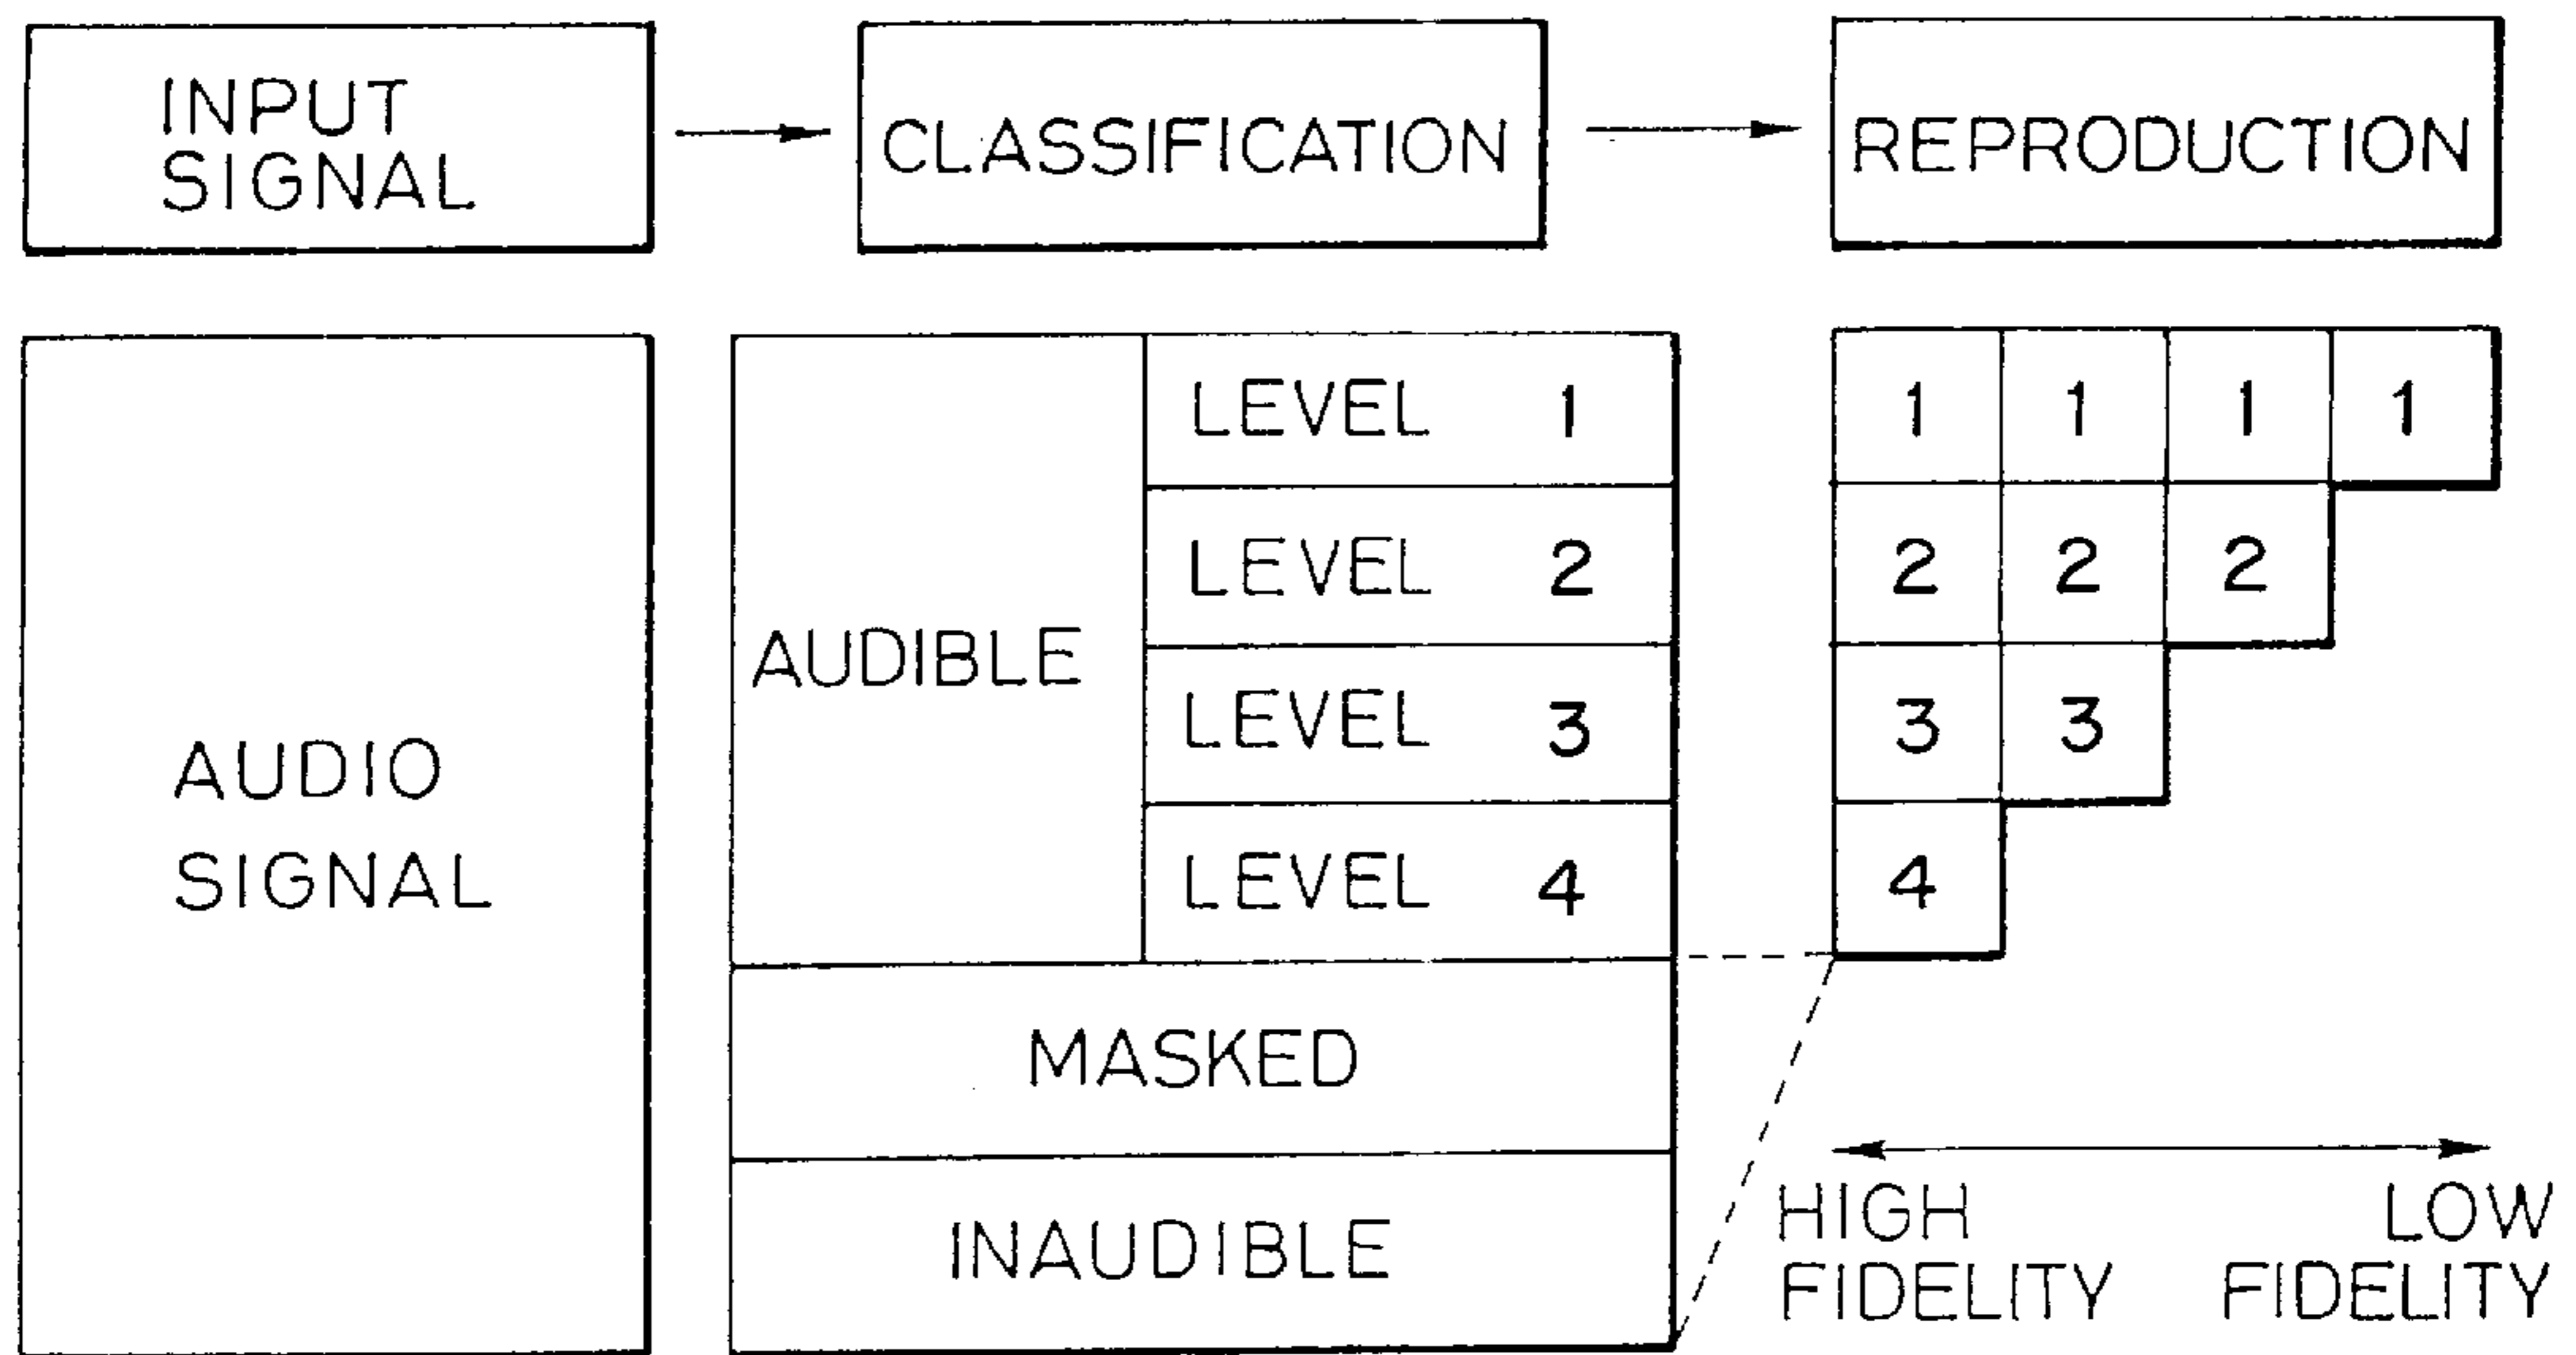 INPUT
SIGNAL
CLASSIFICATION
REPRODUCTION
AUDIO
SIGNAL
AUDIBLE
LEVEL 1
LEVEL 2
LEVEL 3
LEVEL 4
MASKED
INAUDIBLE
1 1 1 1
2 2 2
3 3
4
HIGH
FIDELITY
LOW
FIDELITY